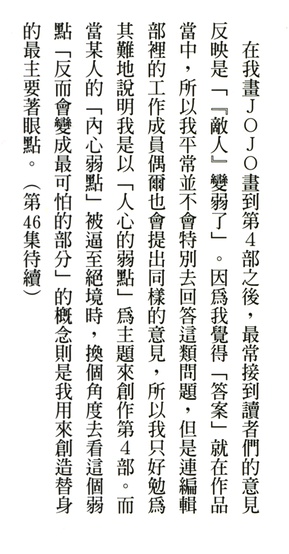 在我畫ＪＯＪＯ畫到第４部之後，最常接到讀者們的意見
反映是「『敵人』變弱了」。因為我覺得「答案」就在作品
當中，所以我平常並不會特別去回答這類問題，但是連編輯
部裡的工作成員偶爾也會提出同樣的意見，所以我只好勉為
其難地說明我是以「人心的弱點」為主題來創作第４部。而
當某人的「內心弱點」被逼至絕境時，換個角度去看這個弱
點「反而會變成最可怕的部分」的概念則是我用來創造替身
的最主要著眼點。（第46集待續）